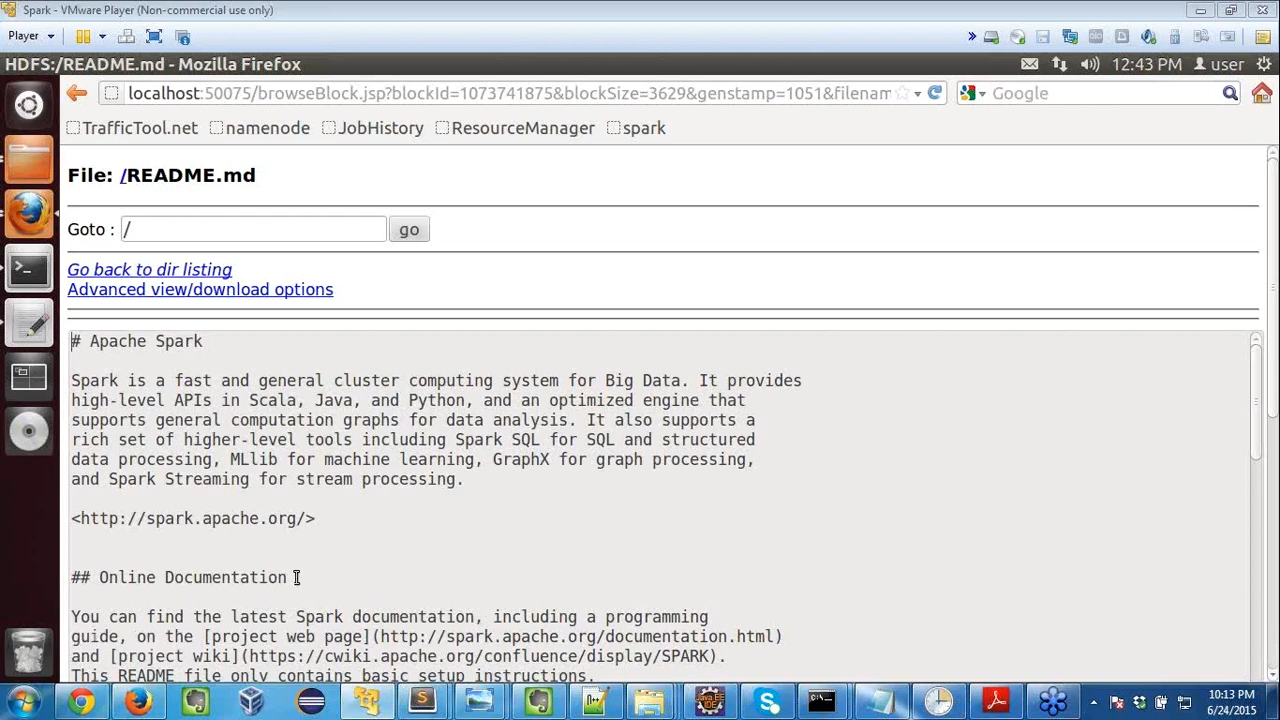 Spark - VMware Player (Non-commercial use only)
Player
HDFS:/README.md - Mozilla Firefox
12:43 PM
user
localhost:50075/browseBlock.jsp?blockId=1073741875&blockSize=3629&genstamp=1051&filenam
Google
TrafficTool.net
namenode
JobHistory
ResourceManager
spark
File: /README.md
Goto : /
go
Go back to dir listing
Advanced view/download options
# Apache Spark
Spark is a fast and general cluster computing system for Big Data. It provides
high-level APIs in Scala, Java, and Python, and an optimized engine that
supports general computation graphs for data analysis. It also supports a
rich set of higher-level tools including Spark SQL for SQL and structured
data processing, MLlib for machine learning, GraphX for graph processing,
and Spark Streaming for stream processing.
<http://spark.apache.org/>
## Online Documentation
You can find the latest Spark documentation, including a programming
guide, on the [project web page](http://spark.apache.org/documentation.html)
and [project wiki](https://cwiki.apache.org/confluence/display/SPARK).
This README file only contains basic setup instructions.
10:13 PM
6/24/2015